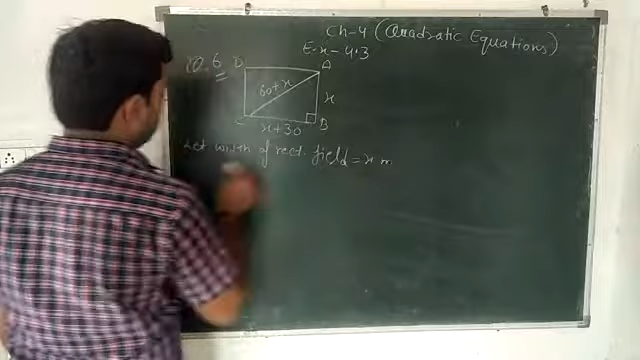 Ch-4 (Quadratic Equations)
Ex-4.3
Q.6
D
A
60+x
x
C
B
x+30
Let width of rect. field = x m